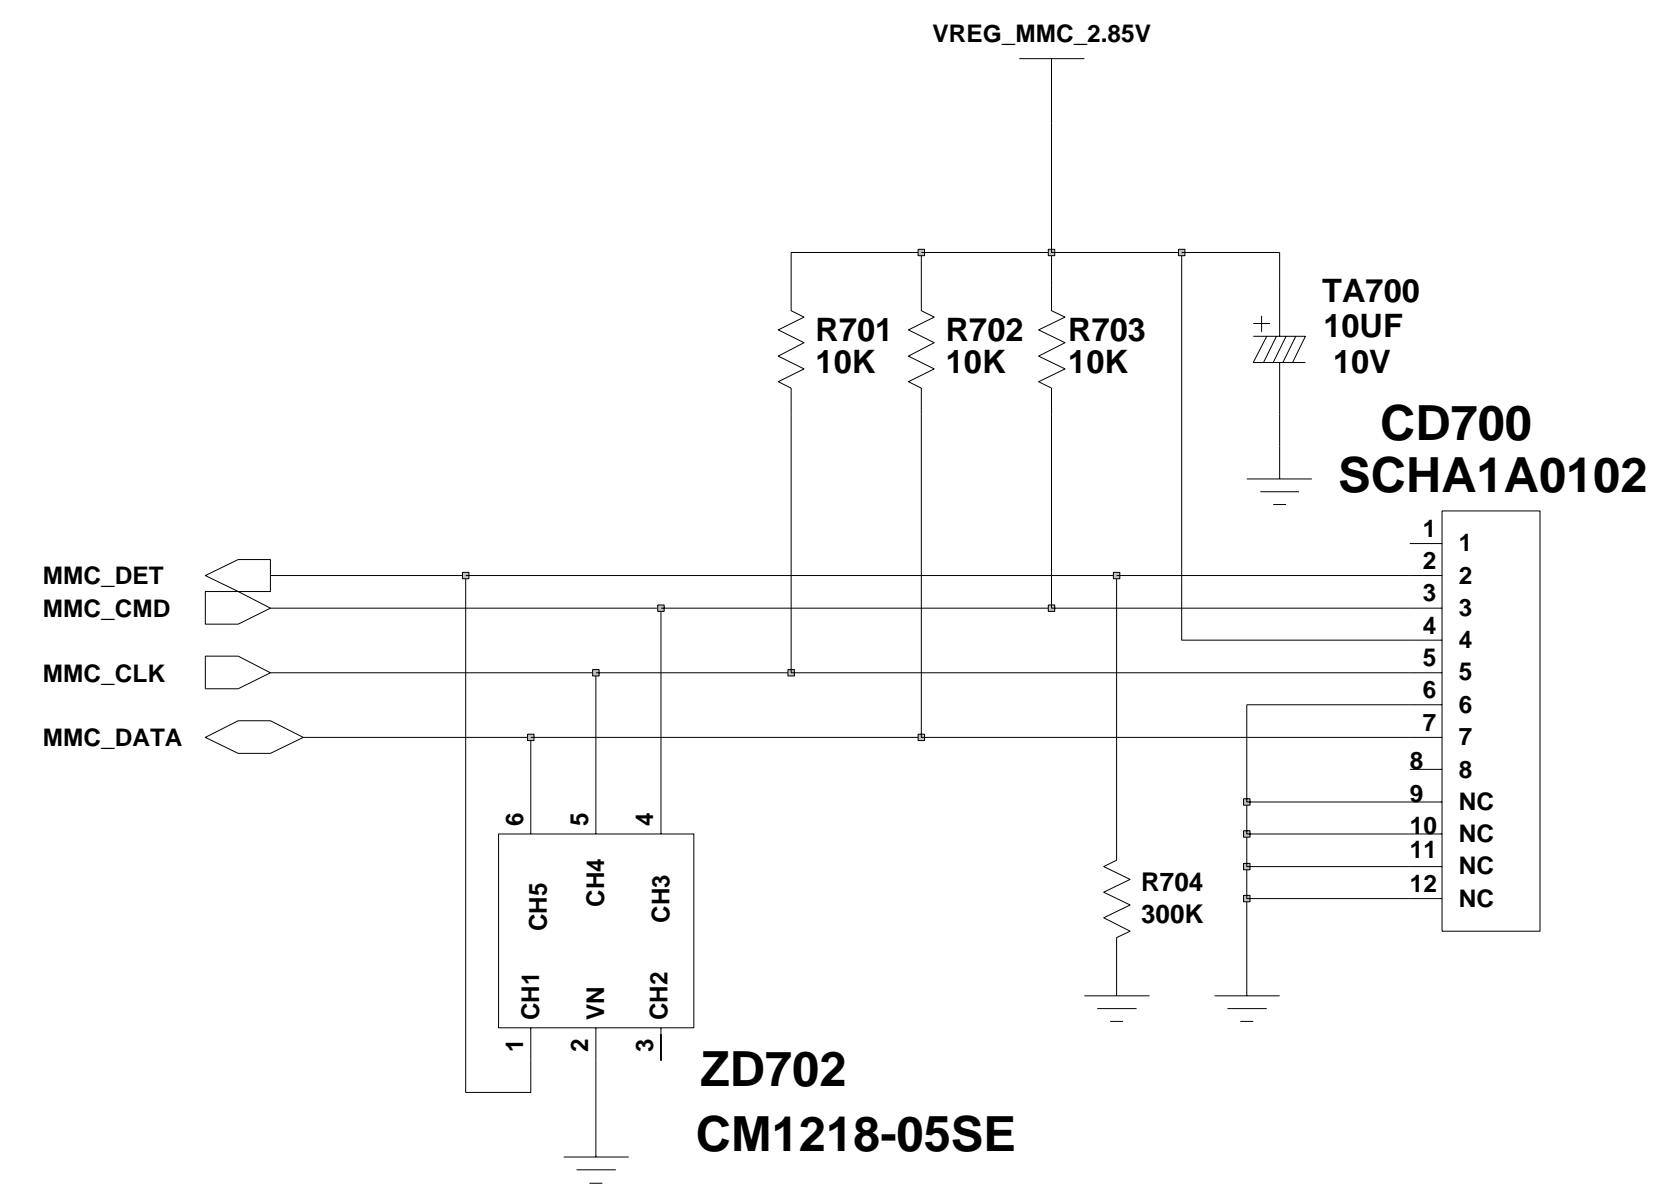 VREG_MMC_2.85V
TA700
10UF
10V
+
R701
10K
R702
10K
R703
10K
CD700
SCHA1A0102
MMC_DET
MMC_CMD
MMC_CLK
MMC_DATA
1 1
2 2
3 3
4 4
5 5
6 6
7 7
8 8
9 NC
10 NC
11 NC
12 NC
6 5 4
CH5 CH4 CH3
CH1 VN CH2
1 2 3
R704
300K
ZD702
CM1218-05SE